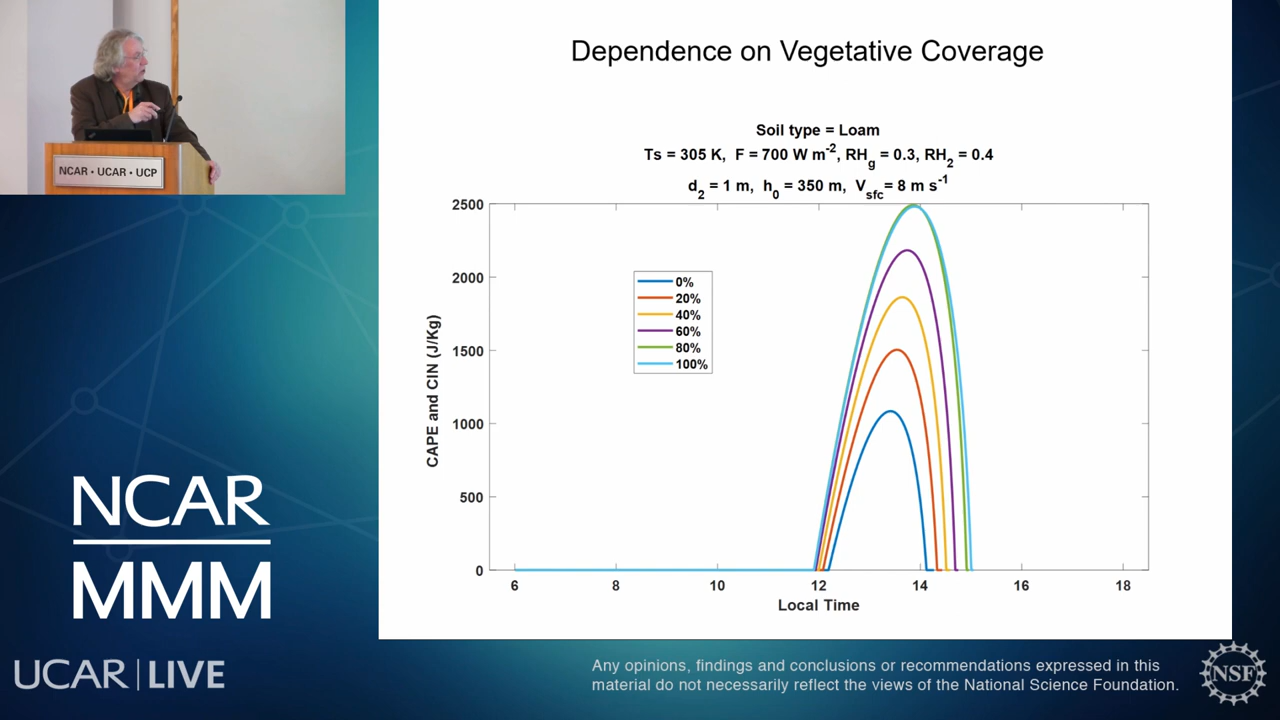 NCAR • UCAR • UCP
Dependence on Vegetative Coverage
Soil type = Loam
Ts = 305 K, F = 700 W m-2, RHg = 0.3, RH2 = 0.4
d2 = 1 m, h0 = 350 m, Vsfc= 8 m s-1
CAPE and CIN (J/Kg)
2500
2000
1500
1000
500
0
0%
20%
40%
60%
80%
100%
6 8 10 12 14 16 18
Local Time
NCAR
MMM
UCAR | LIVE
Any opinions, findings and conclusions or recommendations expressed in this
material do not necessarily reflect the views of the National Science Foundation.
NSF